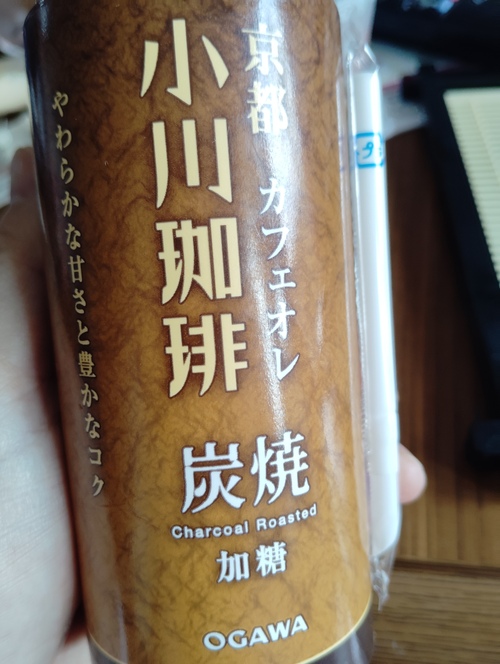 京都
小川珈琲
カフェオレ
やわらかな甘さと豊かなコク
炭焼
Charcoal Roasted
加糖
OGAWA